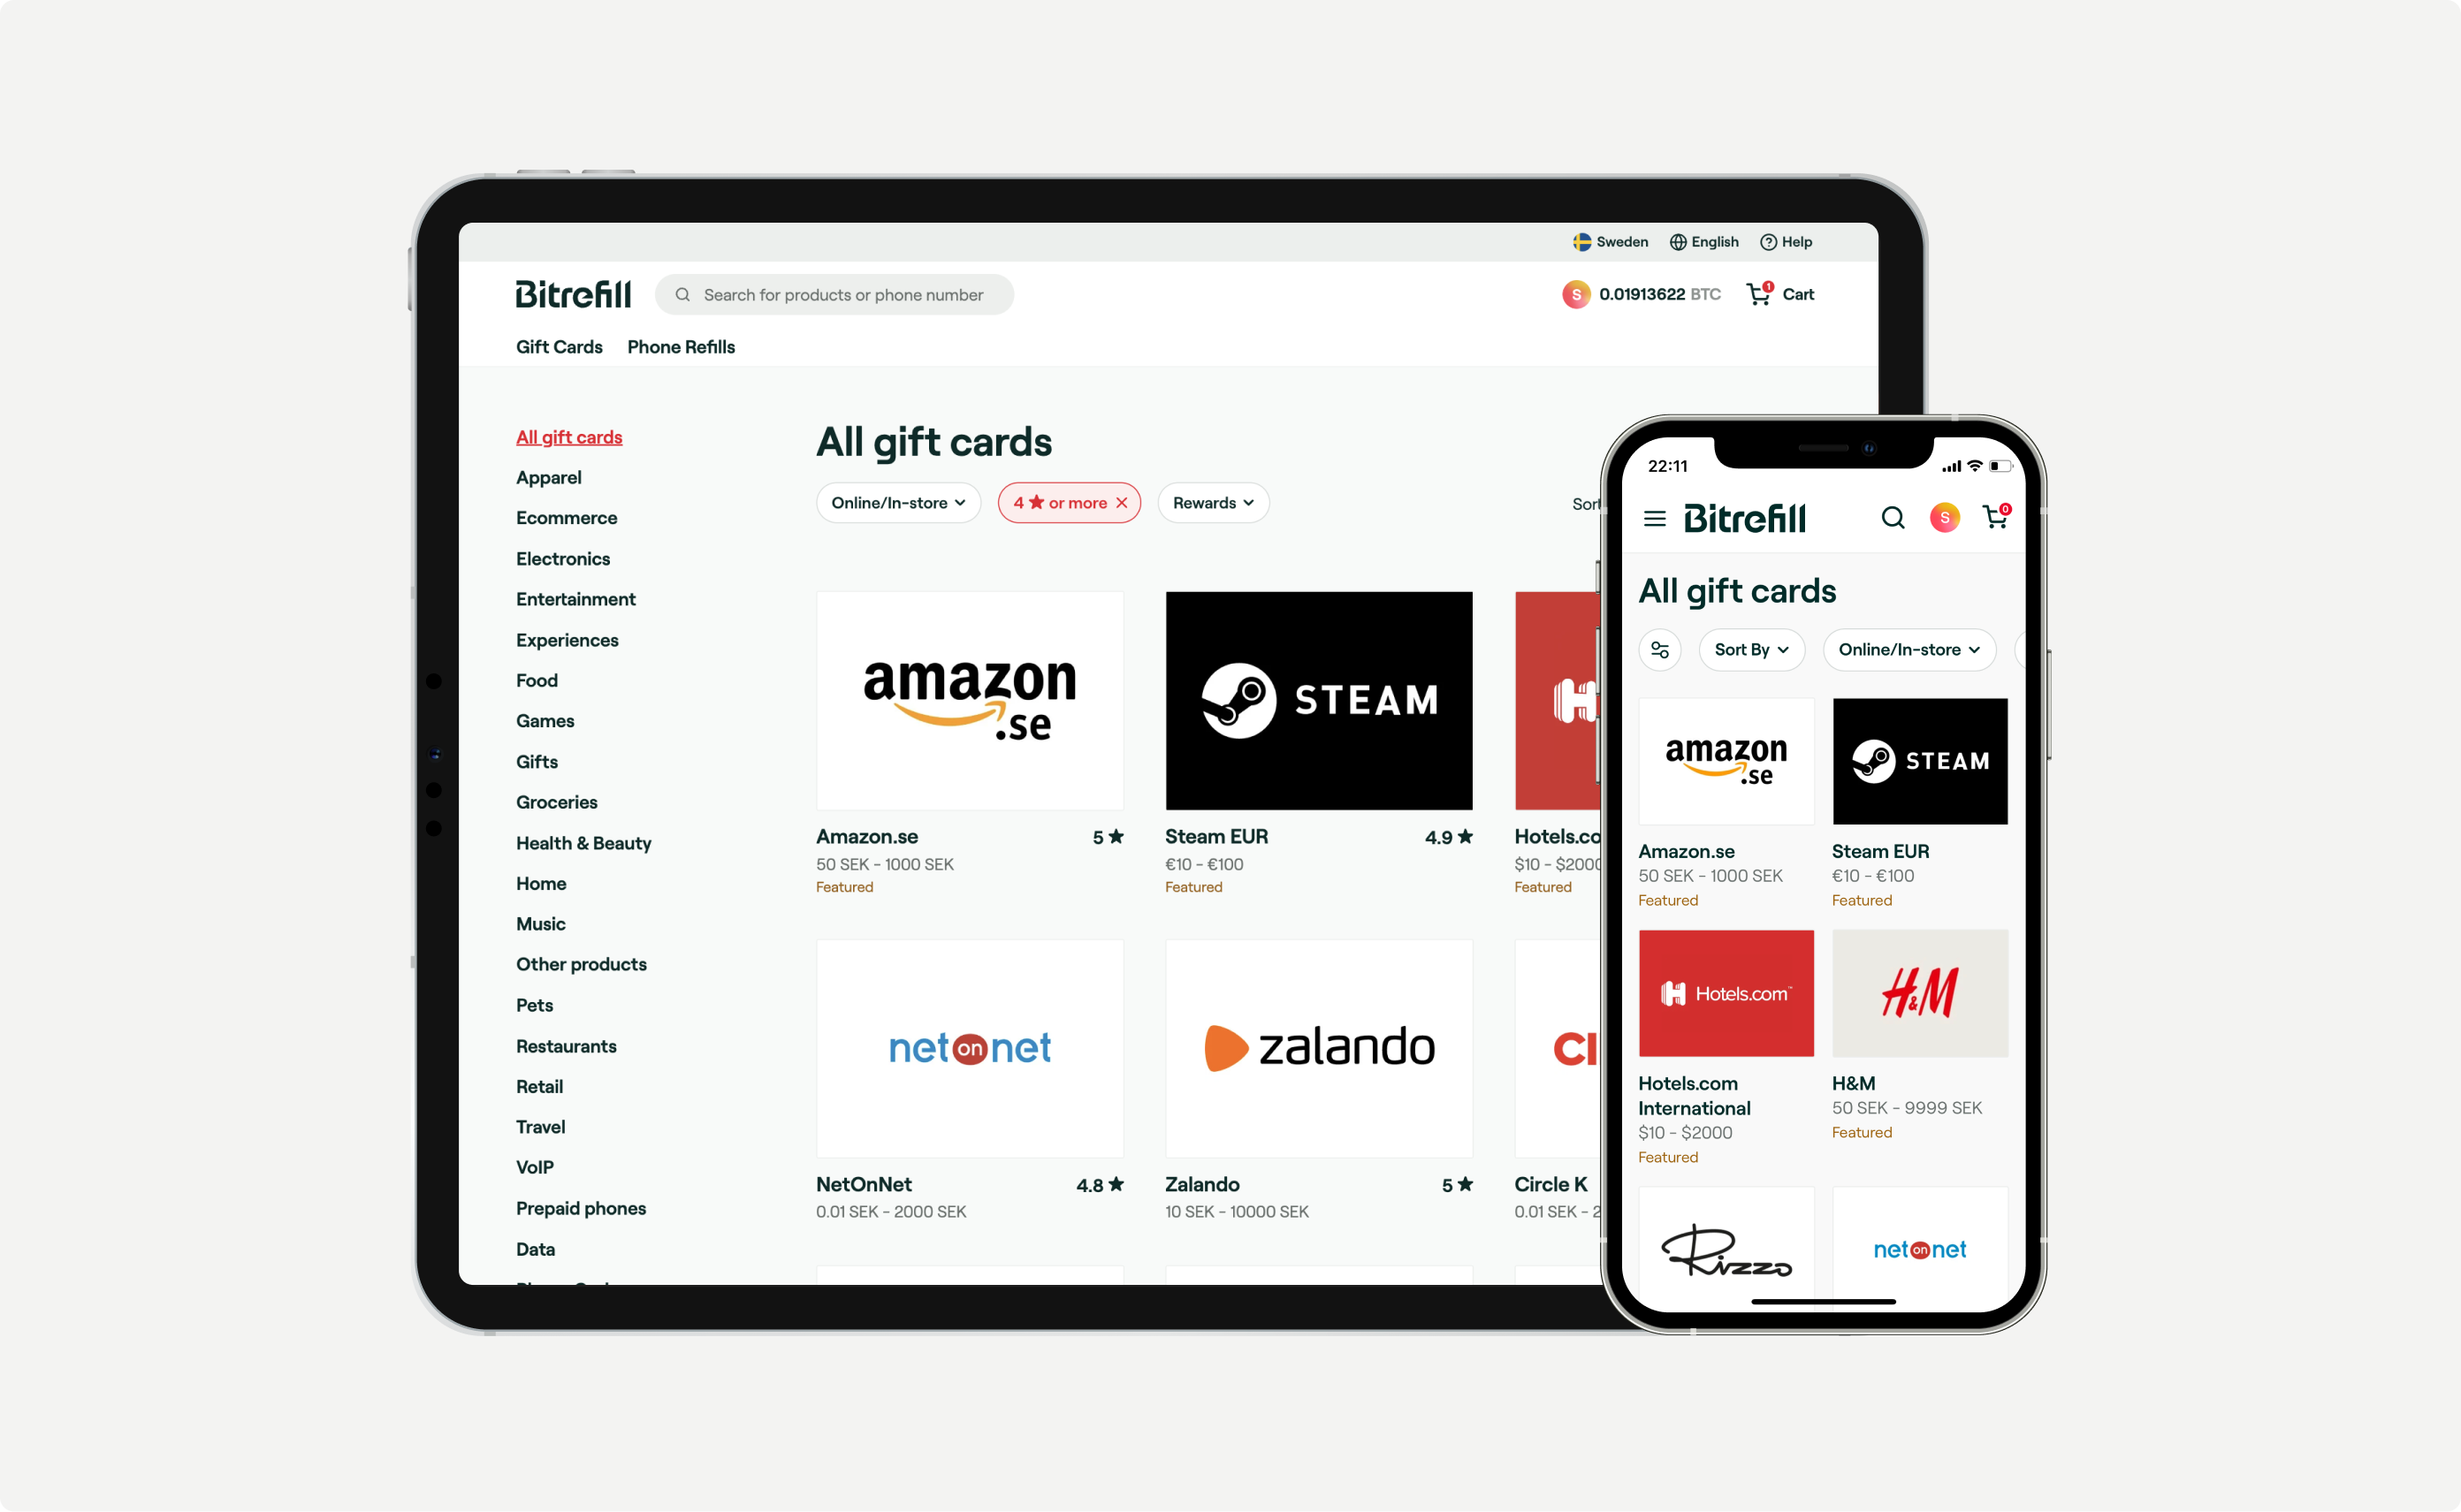 Sweden English Help
Bitrefill Search for products or phone number S 0.01913622 BTC 1 Cart
Gift Cards Phone Refills
All gift cards
Apparel
Ecommerce
Electronics
Entertainment
Experiences
Food
Games
Gifts
Groceries
Health & Beauty
Home
Music
Other products
Pets
Restaurants
Retail
Travel
VoIP
Prepaid phones
Data
All gift cards
Online/In-store 4 ★ or more Rewards
amazon
.se
STEAM
Amazon.se 5 ★
50 SEK - 1000 SEK
Featured
Steam EUR 4.9 ★
€10 - €100
Featured
$10 - $2000
Featured
net on net
zalando
NetOnNet 4.8 ★
0.01 SEK - 2000 SEK
Zalando 5 ★
10 SEK - 10000 SEK
Circle K
0.01 SEK -
22:11
Bitrefill S 0
All gift cards
Sort By Online/In-store
amazon
.se
STEAM
Amazon.se
50 SEK - 1000 SEK
Featured
Steam EUR
€10 - €100
Featured
Hotels.com™
H&M
Hotels.com
International
$10 - $2000
Featured
H&M
50 SEK - 9999 SEK
Featured
Rizzo
net on net